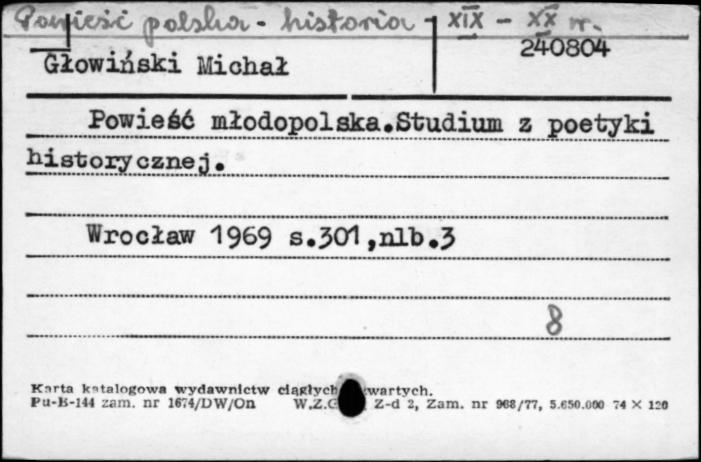 Powieść polska - historia - XIX - XX w.
240804
Głowiński Michał
Powieść młodopolska.Studium z poetyki
historycznej.
Wrocław 1969 s.301,nlb.3
8
Karta katalogowa wydawnictw ciągłych wartych.
Pu-B-144 zam. nr 1674/DW/On W.Z.G Z-d 2, Zam. nr 968/77, 5.650.000 74 × 120